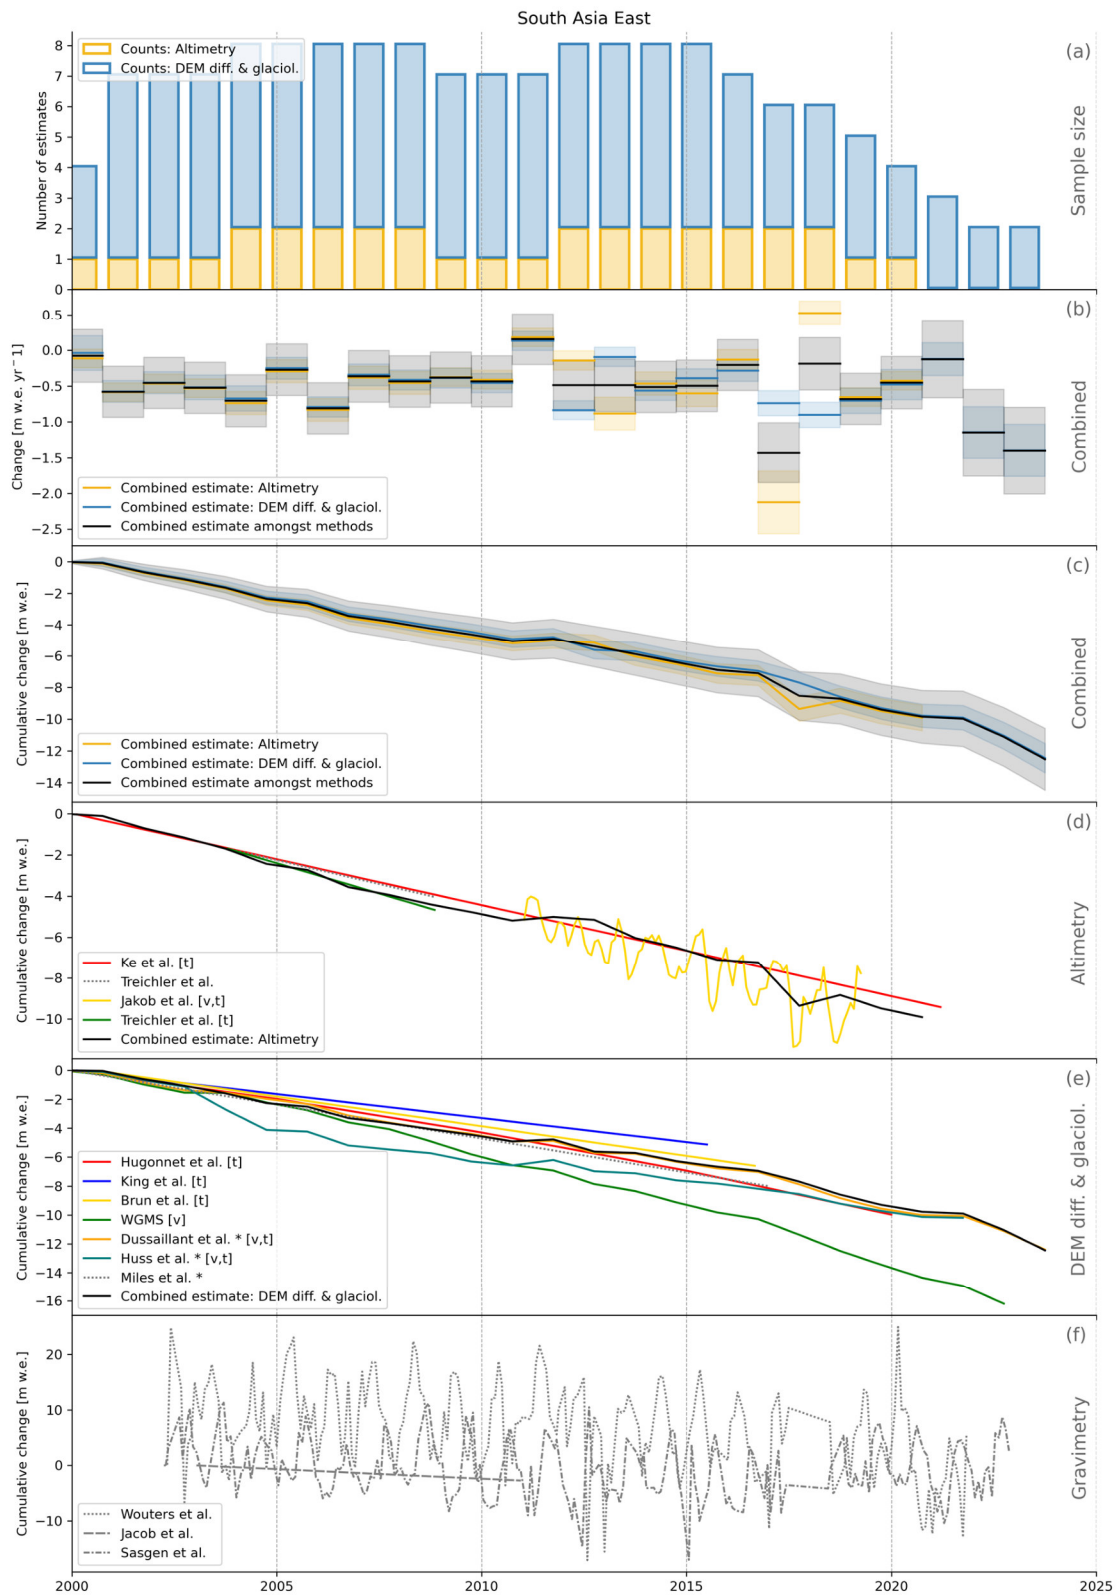 South Asia East
(a)
Counts: Altimetry
Counts: DEM diff. & glaciol.
8
7
6
5
4
3
2
1
0
Number of estimates
Sample size
(b)
0.5
0.0
−0.5
−1.0
−1.5
−2.0
−2.5
Change [m w.e. yr−1]
Combined estimate: Altimetry
Combined estimate: DEM diff. & glaciol.
Combined estimate amongst methods
Combined
(c)
0
−2
−4
−6
−8
−10
−12
−14
Cumulative change [m w.e.]
Combined estimate: Altimetry
Combined estimate: DEM diff. & glaciol.
Combined estimate amongst methods
Combined
(d)
0
−2
−4
−6
−8
−10
Cumulative change [m w.e.]
Ke et al. [t]
Treichler et al.
Jakob et al. [v,t]
Treichler et al. [t]
Combined estimate: Altimetry
Altimetry
(e)
0
−2
−4
−6
−8
−10
−12
−14
−16
Cumulative change [m w.e.]
Hugonnet et al. [t]
King et al. [t]
Brun et al. [t]
WGMS [v]
Dussaillant et al. * [v,t]
Huss et al. * [v,t]
Miles et al. *
Combined estimate: DEM diff. & glaciol.
DEM diff. & glaciol.
(f)
20
10
0
−10
Cumulative change [m w.e.]
Wouters et al.
Jacob et al.
Sasgen et al.
Gravimetry
2000 2005 2010 2015 2020 2025